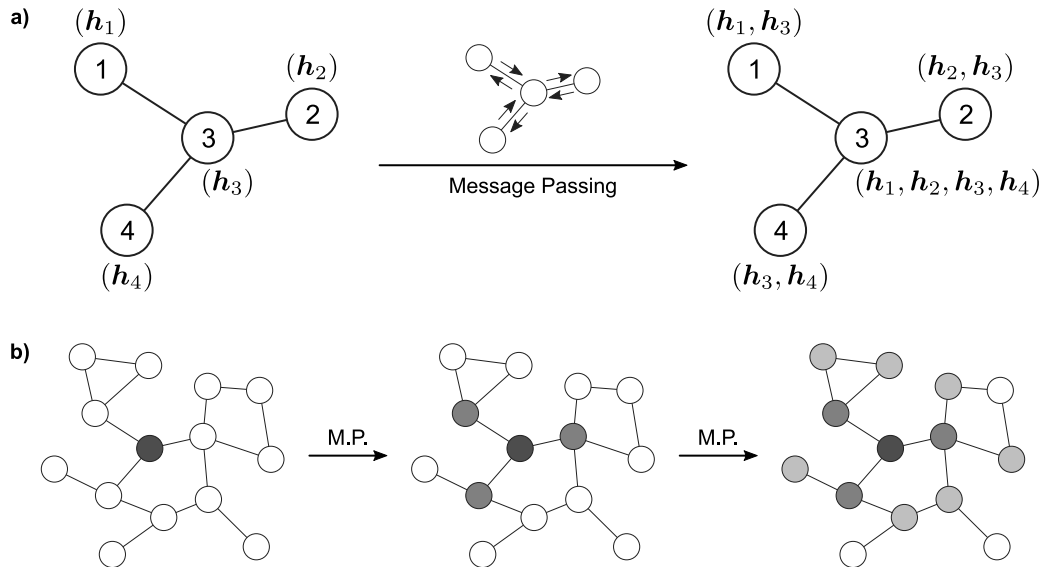 a)
(h₁)
1
(h₂)
2
3
(h₃)
4
(h₄)
Message Passing
(h₁, h₃)
1
(h₂, h₃)
2
3
(h₁, h₂, h₃, h₄)
4
(h₃, h₄)
b)
M.P.
M.P.